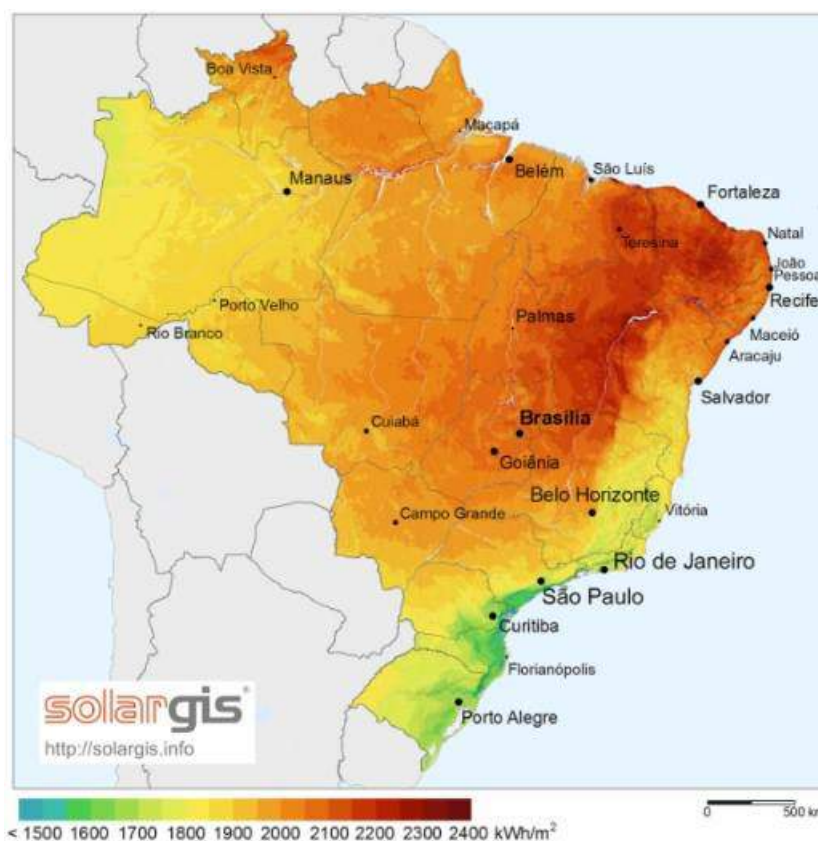 Boa Vista
Macapá
Manaus
Belém
São Luís
Fortaleza
Teresina
Natal
João
Pessoa
Recife
Porto Velho
Rio Branco
Palmas
Maceió
Aracaju
Salvador
Cuiabá
Brasília
Goiânia
Belo Horizonte
Campo Grande
Vitória
Rio de Janeiro
São Paulo
Curitiba
Florianópolis
Porto Alegre
solargis®
http://solargis.info
< 1500 1600 1700 1800 1900 2000 2100 2200 2300 2400 kWh/m²
0 500 km